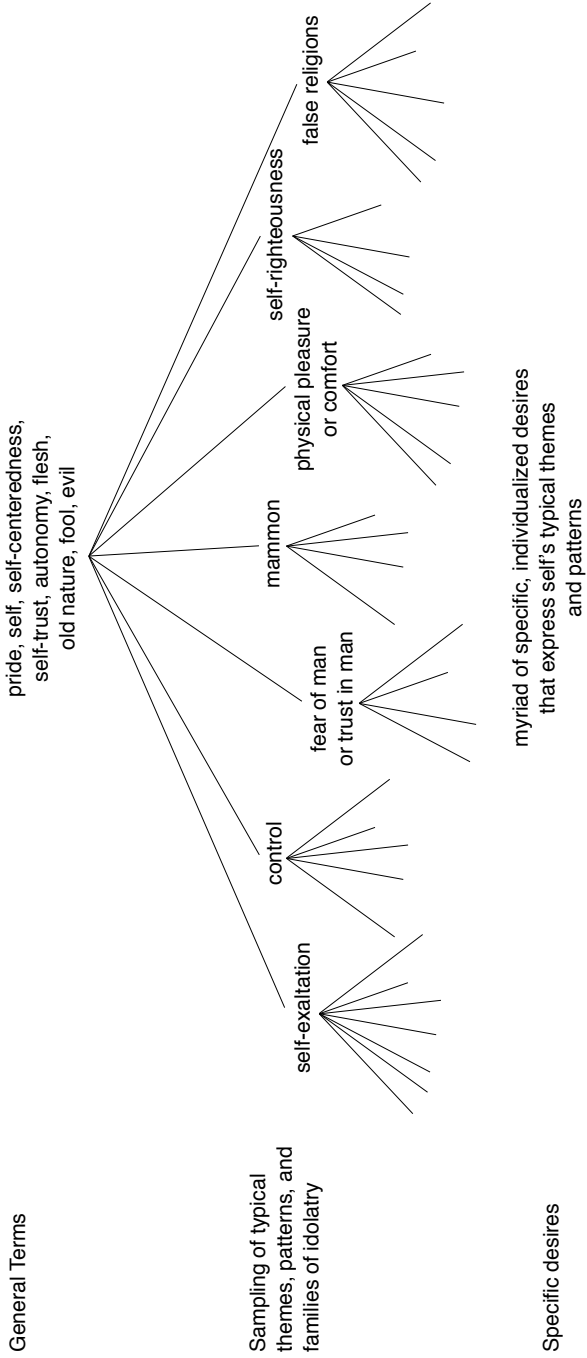 General Terms
pride, self, self-centeredness,
self-trust, autonomy, flesh,
old nature, fool, evil
Sampling of typical
themes, patterns, and
families of idolatry
self-exaltation
control
fear of man
or trust in man
mammon
physical pleasure
or comfort
self-righteousness
false religions
Specific desires
myriad of specific, individualized desires
that express self's typical themes
and patterns